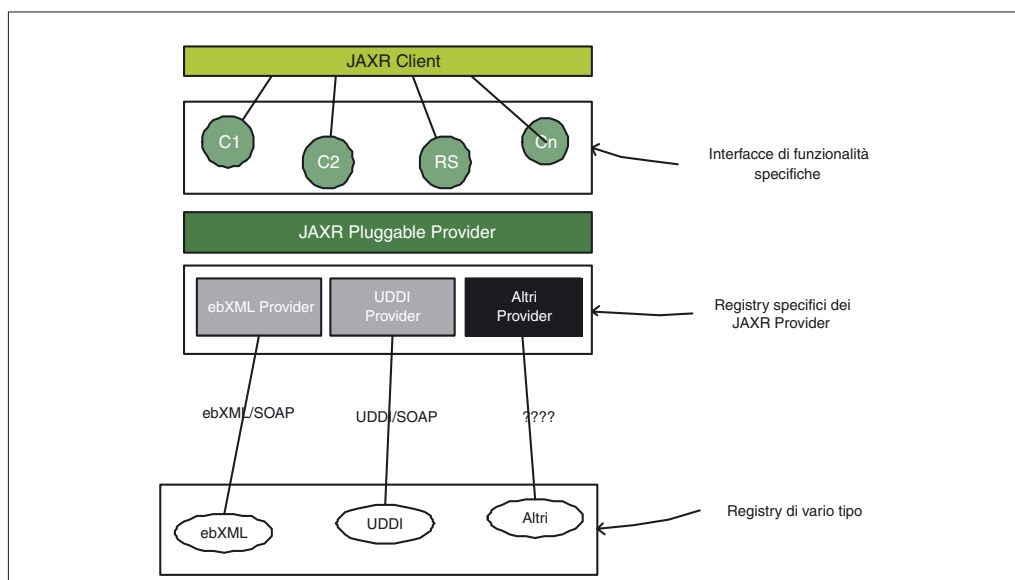 JAXR Client
C1
C2
RS
Cn
Interfacce di funzionalità
specifiche
JAXR Pluggable Provider
ebXML Provider
UDDI
Provider
Altri
Provider
Registry specifici dei
JAXR Provider
ebXML/SOAP
UDDI/SOAP
????
ebXML
UDDI
Altri
Registry di vario tipo